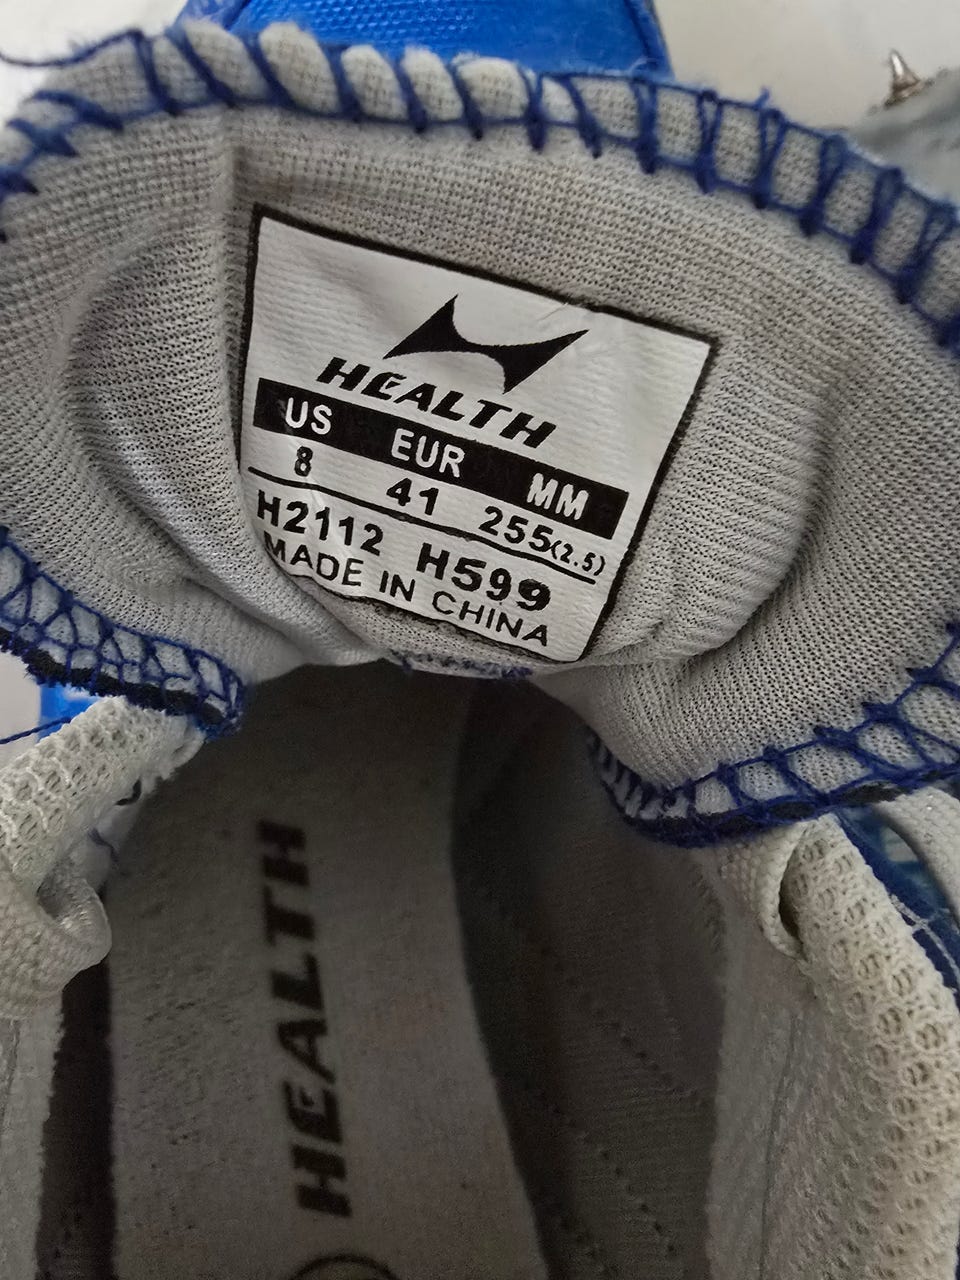 HEALTH
US EUR MM
8 41 255(2.5)
H2112 H599
MADE IN CHINA
HEALTH